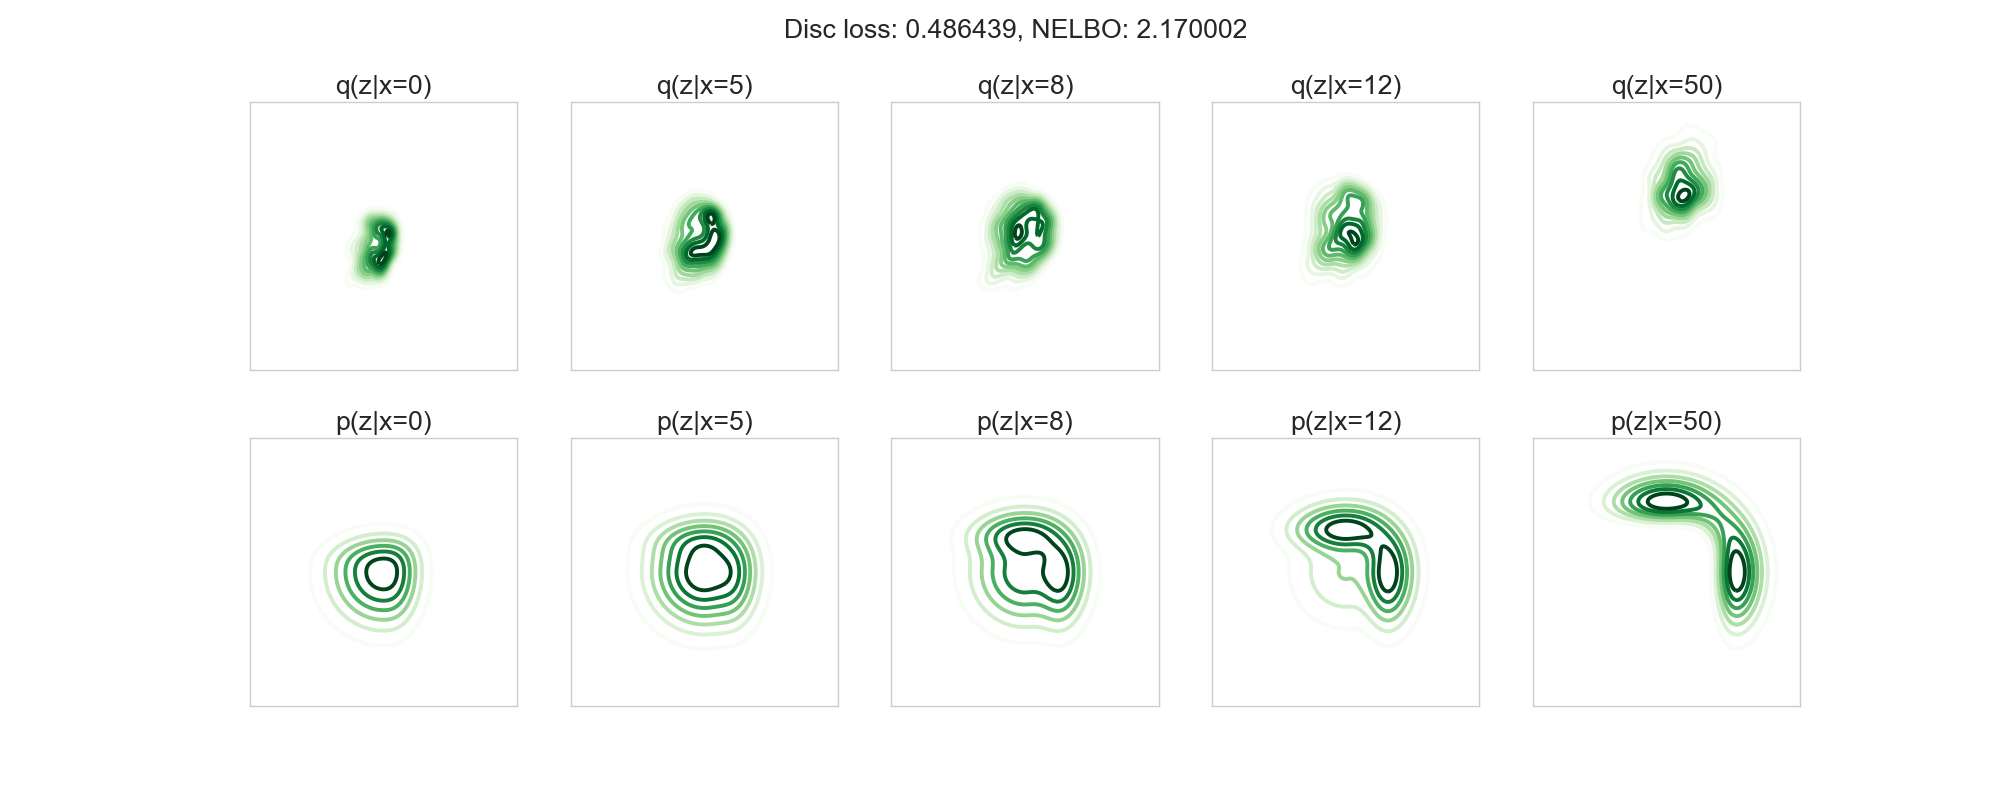 Disc loss: 0.486439, NELBO: 2.170002
q(z|x=0) q(z|x=5) q(z|x=8) q(z|x=12) q(z|x=50)
p(z|x=0) p(z|x=5) p(z|x=8) p(z|x=12) p(z|x=50)